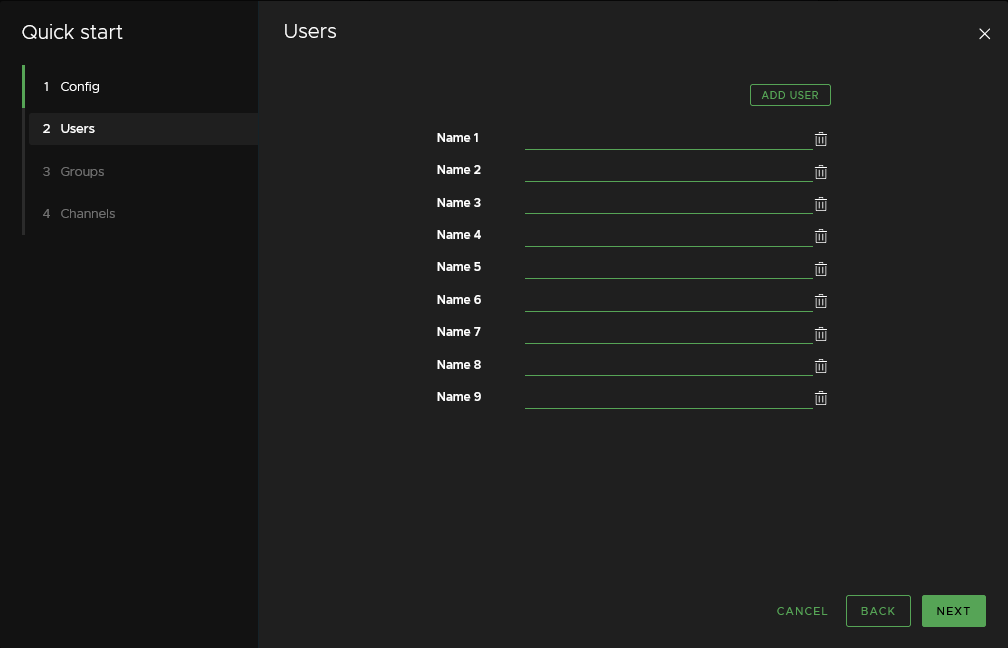 Quick start
1 Config
2 Users
3 Groups
4 Channels
Users
ADD USER
Name 1
Name 2
Name 3
Name 4
Name 5
Name 6
Name 7
Name 8
Name 9
CANCEL
BACK
NEXT